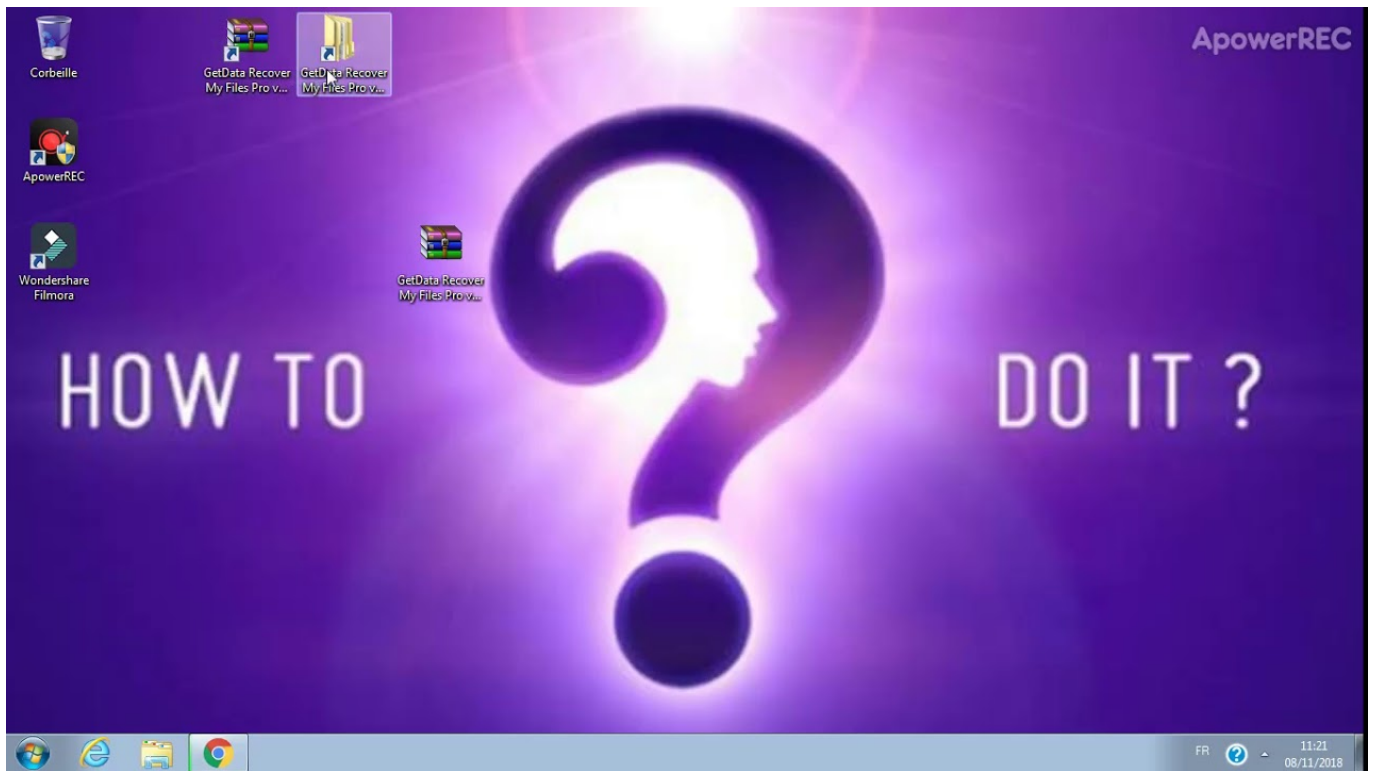 ApowerREC
Corbeille
GetData Recover
My Files Pro v...
GetData Recover
My Files Pro v...
ApowerREC
Wondershare
Filmora
GetData Recover
My Files Pro v...
HOW TO
DO IT ?
FR
11:21
08/11/2018